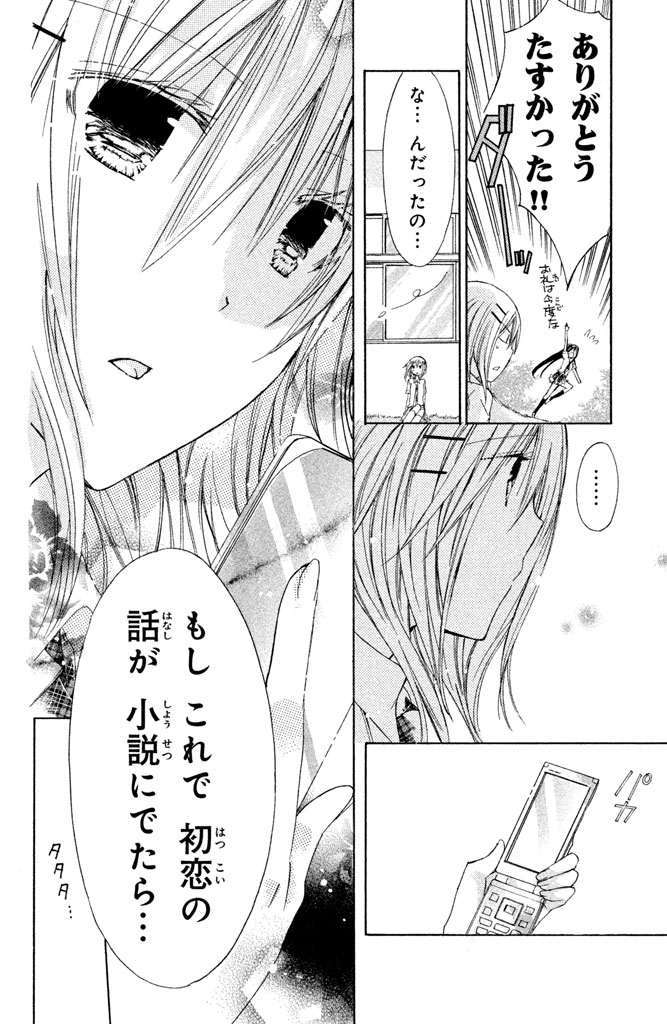 ありがとう
たすかった!!
ダーッ
お礼は今度な
な…んだったの…
……
パカ
もし これで 初恋の
話が 小説にでたら…
タタタ…